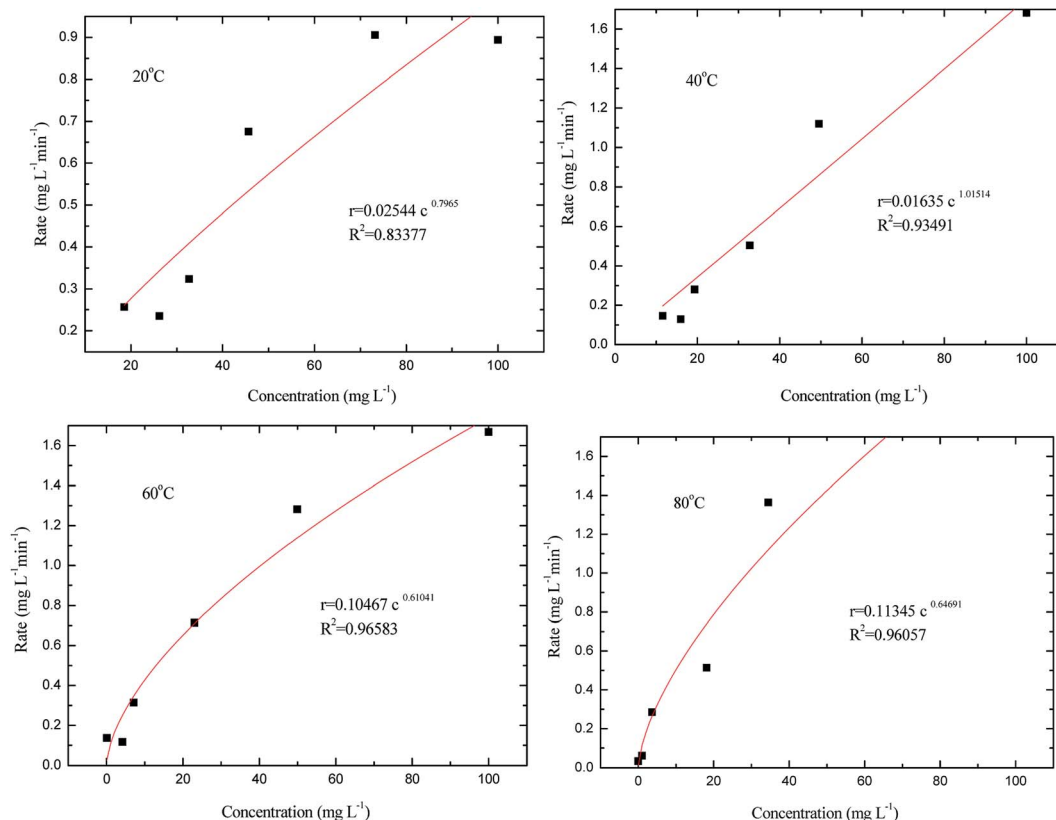 0.9
0.8
0.7
0.6
0.5
0.4
0.3
0.2
Rate (mg L⁻¹min⁻¹)
20°C
r=0.02544 c^0.7965
R²=0.83377
20 40 60 80 100
Concentration (mg L⁻¹)
1.6
1.4
1.2
1.0
0.8
0.6
0.4
0.2
0.0
Rate (mg L⁻¹min⁻¹)
40°C
r=0.01635 c^1.01514
R²=0.93491
0 20 40 60 80 100
Concentration (mg L⁻¹)
1.6
1.4
1.2
1.0
0.8
0.6
0.4
0.2
0.0
Rate (mg L⁻¹min⁻¹)
60°C
r=0.10467 c^0.61041
R²=0.96583
0 20 40 60 80 100
Concentration (mg L⁻¹)
1.6
1.4
1.2
1.0
0.8
0.6
0.4
0.2
0.0
Rate (mg L⁻¹min⁻¹)
80°C
r=0.11345 c^0.64691
R²=0.96057
0 20 40 60 80 100
Concentration (mg L⁻¹)